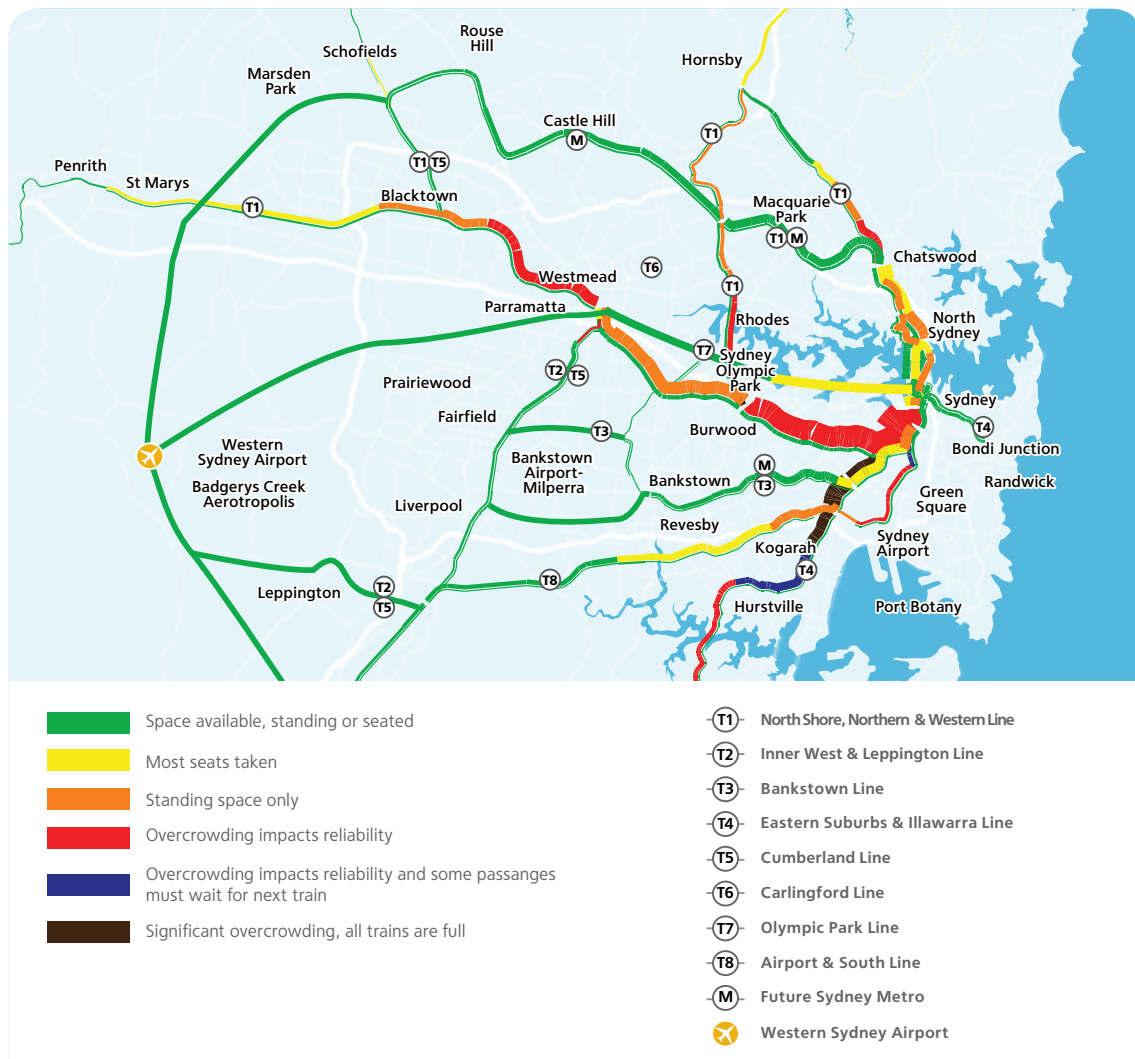 Rouse
Hill
Schofields
Hornsby
Marsden
Park
Castle Hill
M
T1
Penrith
T1 T5
St Marys
Blacktown
T1
T1
Macquarie
Park
T1 M
Chatswood
T6
Westmead
T1
Parramatta
Rhodes
North
Sydney
T7
Sydney
Olympic
Park
T2 T5
Prairiewood
Sydney
Fairfield
T4
Burwood
T3
Bondi Junction
Western
Sydney Airport
Bankstown
Airport-
Milperra
M
T3
Bankstown
Randwick
Badgerys Creek
Aerotropolis
Green
Square
Liverpool
Revesby
Sydney
Airport
Kogarah
T4
T8
T2
T5
Leppington
Hurstville
Port Botany
Space available, standing or seated
Most seats taken
Standing space only
Overcrowding impacts reliability
Overcrowding impacts reliability and some passanges
must wait for next train
Significant overcrowding, all trains are full
T1 North Shore, Northern & Western Line
T2 Inner West & Leppington Line
T3 Bankstown Line
T4 Eastern Suburbs & Illawarra Line
T5 Cumberland Line
T6 Carlingford Line
T7 Olympic Park Line
T8 Airport & South Line
M Future Sydney Metro
Western Sydney Airport